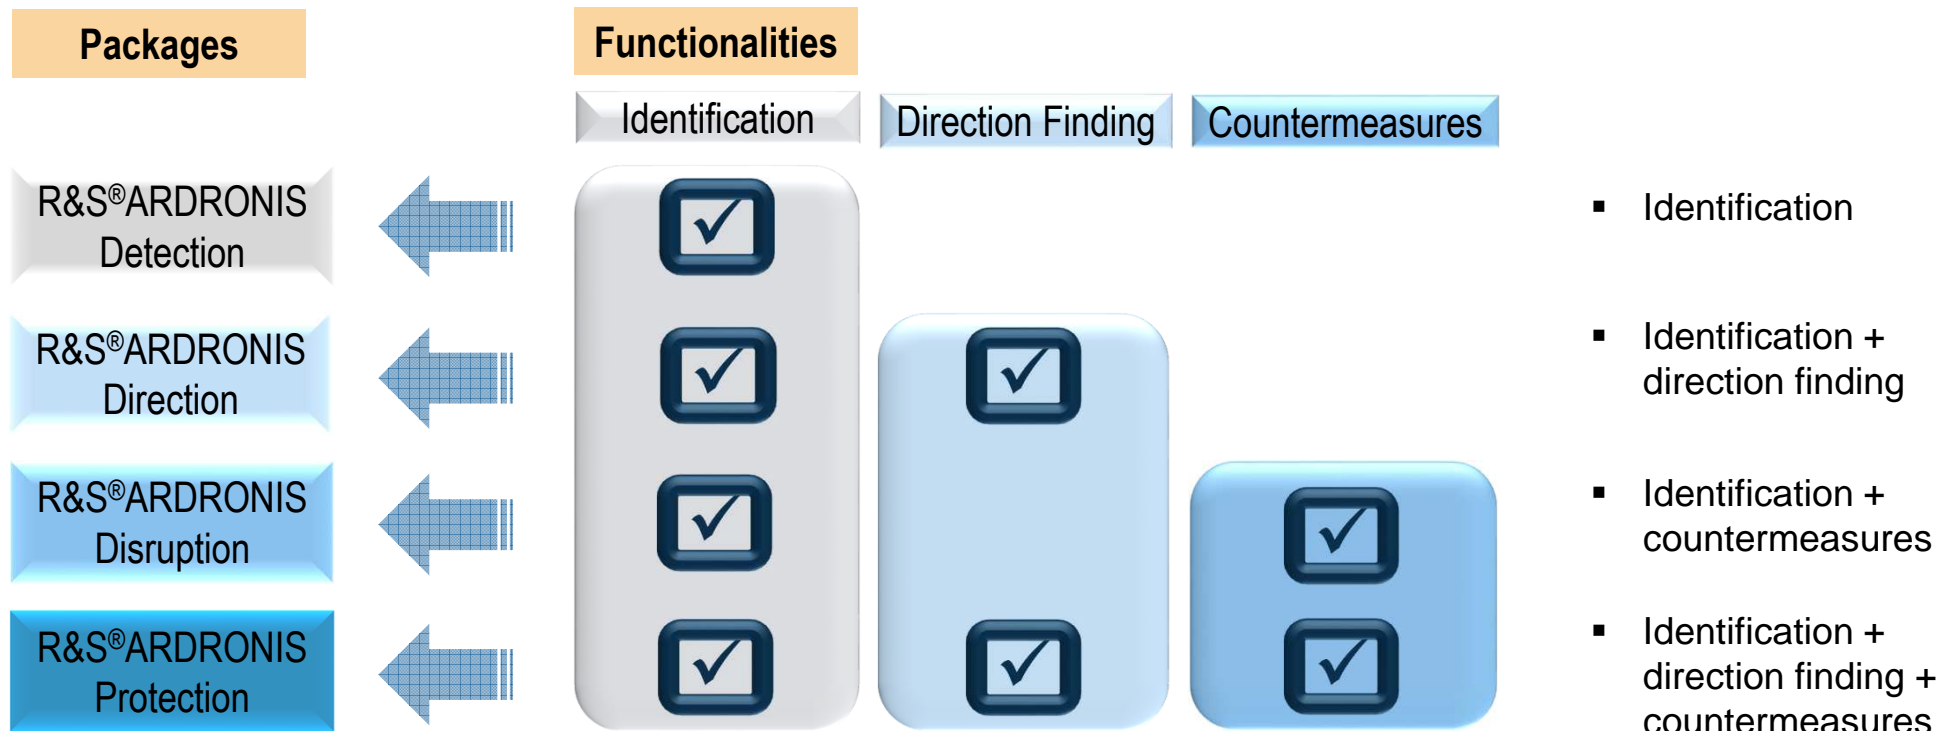 Packages
Functionalities
Identification
Direction Finding
Countermeasures
R&S®ARDRONIS
Detection
▪ Identification
R&S®ARDRONIS
Direction
▪ Identification +
direction finding
R&S®ARDRONIS
Disruption
▪ Identification +
countermeasures
R&S®ARDRONIS
Protection
▪ Identification +
direction finding +
countermeasures